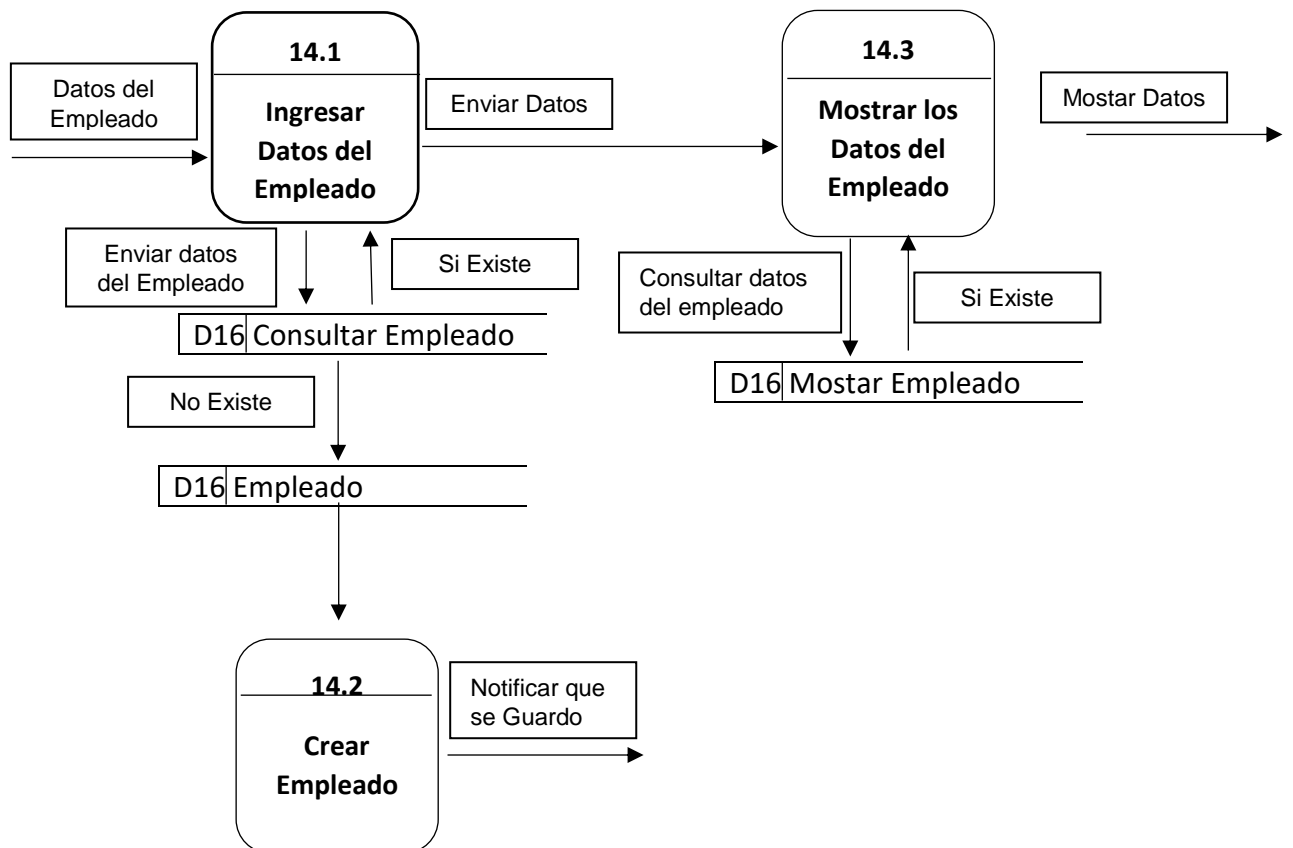 14.1
Ingresar
Datos del
Empleado
14.3
Mostrar los
Datos del
Empleado
Datos del
Empleado
Enviar Datos
Mostar Datos
Enviar datos
del Empleado
Si Existe
Consultar datos
del empleado
Si Existe
D16 Consultar Empleado
D16 Mostar Empleado
No Existe
D16 Empleado
14.2
Crear
Empleado
Notificar que
se Guardo